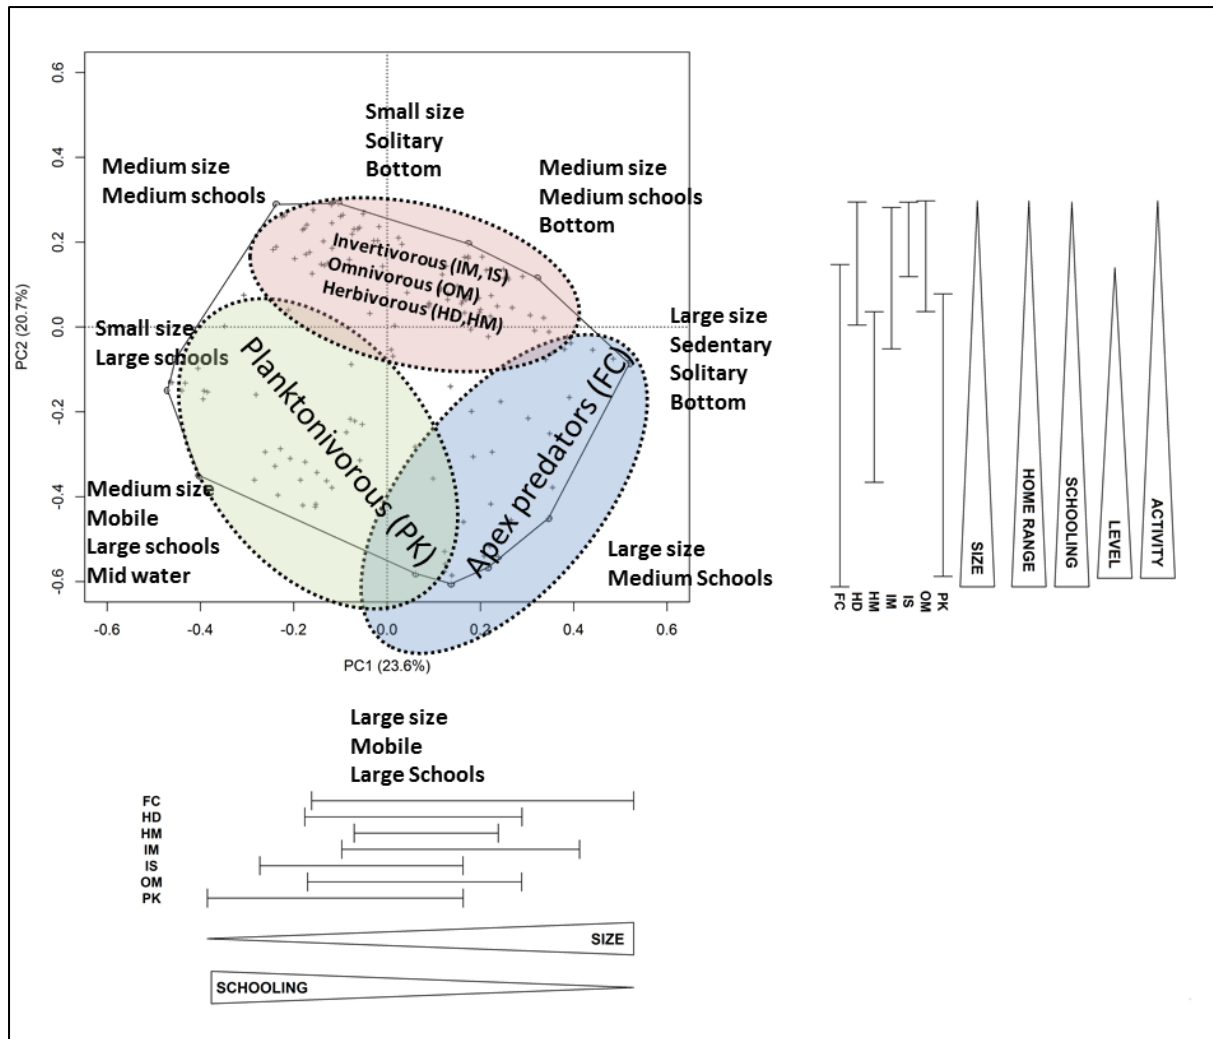 0.6
0.4
0.2
0.0
-0.2
-0.4
-0.6
PC2 (20.7%)
Small size
Solitary
Bottom
Medium size
Medium schools
Medium size
Medium schools
Bottom
Invertivorous (IM, IS)
Omnivorous (OM)
Herbivorous (HD,HM)
Small size
Large schools
Planktonivorous (PK)
Apex predators (FC)
Large size
Sedentary
Solitary
Bottom
Medium size
Mobile
Large schools
Mid water
Large size
Medium Schools
-0.6
-0.4
-0.2
0.0
0.2
0.4
0.6
PC1 (23.6%)
FC
HD
HM
IM
IS
OM
PK
SIZE
HOME RANGE
SCHOOLING
LEVEL
ACTIVITY
Large size
Mobile
Large Schools
FC
HD
HM
IM
IS
OM
PK
SIZE
SCHOOLING